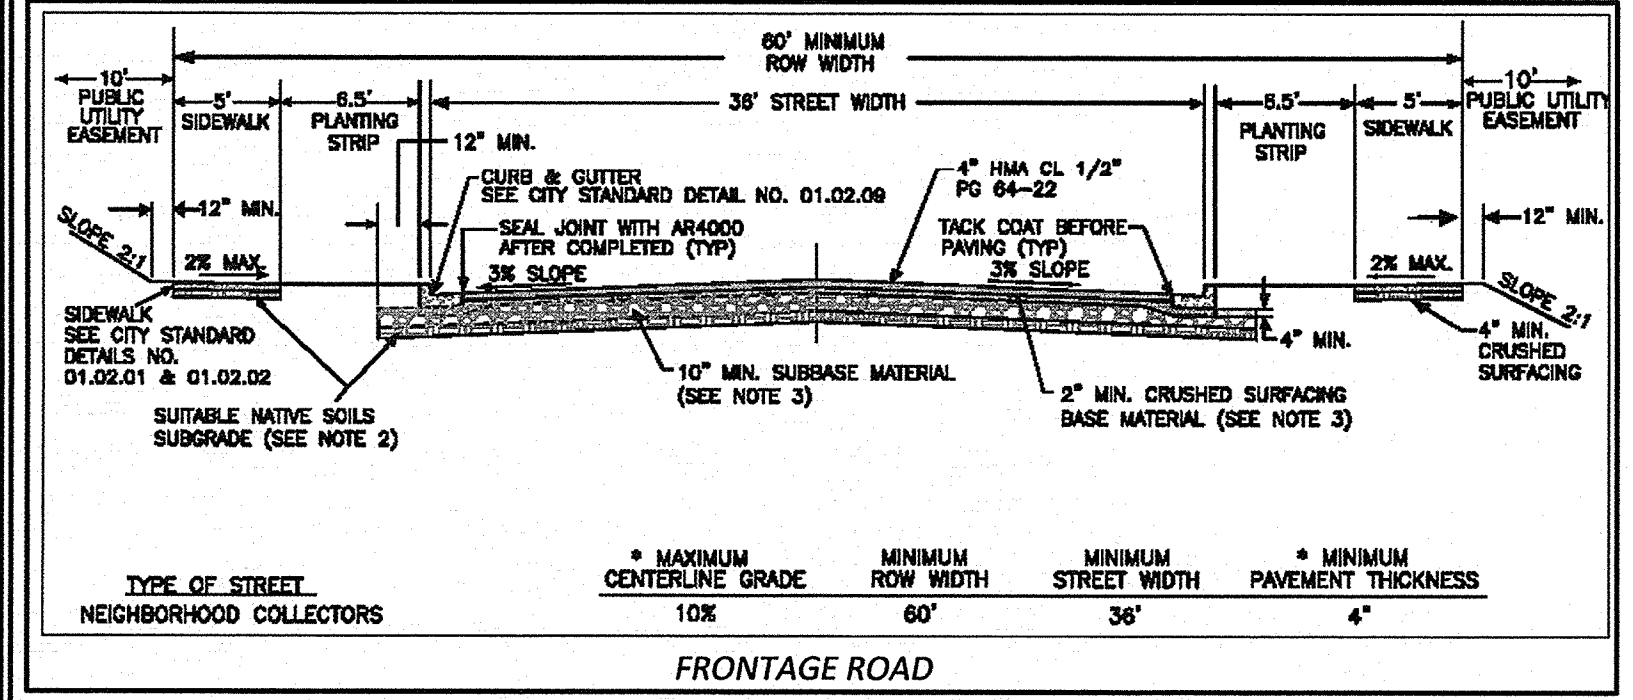 60' MINIMUM
ROW WIDTH
10'
PUBLIC
UTILITY
EASEMENT
5'
SIDEWALK
6.5'
PLANTING
STRIP
36' STREET WIDTH
6.5'
PLANTING
STRIP
5'
SIDEWALK
10'
PUBLIC UTILITY
EASEMENT
12" MIN.
CURB & GUTTER
SEE CITY STANDARD DETAIL NO. 01.02.09
4" HMA CL 1/2"
PG 64-22
12" MIN.
SEAL JOINT WITH AR4000
AFTER COMPLETED (TYP)
TACK COAT BEFORE
PAVING (TYP)
12" MIN.
SLOPE 2:1
2% MAX.
3% SLOPE
3% SLOPE
2% MAX.
SLOPE 2:1
SIDEWALK
SEE CITY STANDARD
DETAILS NO.
01.02.01 & 01.02.02
4" MIN.
4" MIN.
CRUSHED
SURFACING
10" MIN. SUBBASE MATERIAL
(SEE NOTE 3)
2" MIN. CRUSHED SURFACING
BASE MATERIAL (SEE NOTE 3)
SUITABLE NATIVE SOILS
SUBGRADE (SEE NOTE 2)
TYPE OF STREET
* MAXIMUM
CENTERLINE GRADE
MINIMUM
ROW WIDTH
MINIMUM
STREET WIDTH
* MINIMUM
PAVEMENT THICKNESS
NEIGHBORHOOD COLLECTORS
10%
60'
36'
4"
FRONTAGE ROAD